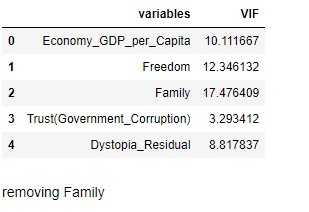 variables VIF
0 Economy_GDP_per_Capita 10.111667
1 Freedom 12.346132
2 Family 17.476409
3 Trust(Government_Corruption) 3.293412
4 Dystopia_Residual 8.817837
removing Family